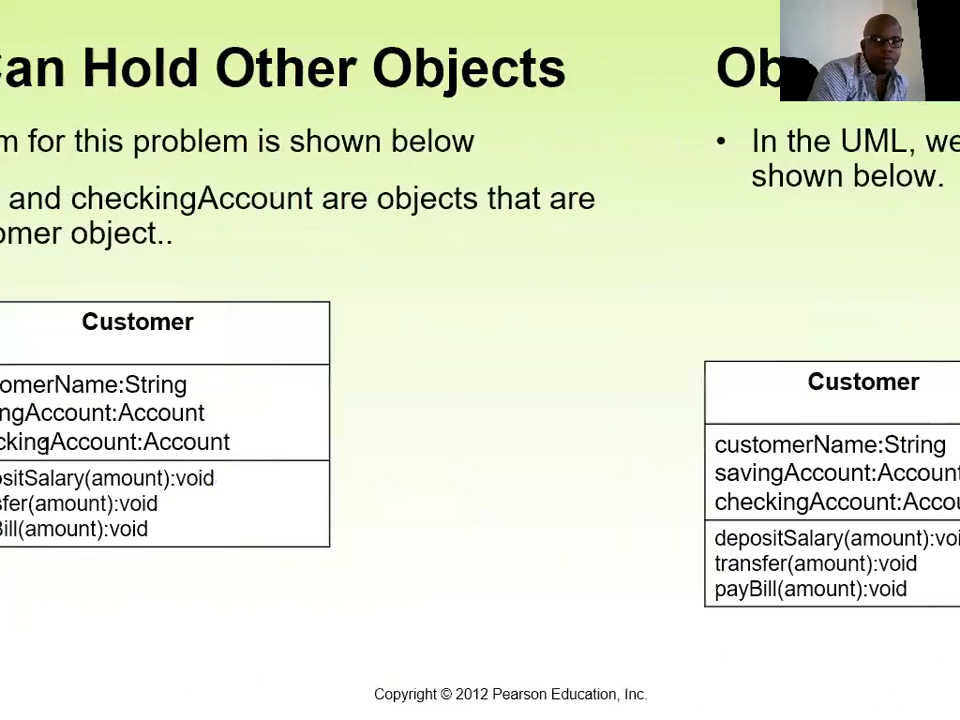 Can Hold Other Objects
for this problem is shown below
and checkingAccount are objects that are
object..
Customer
omerName:String
ngAccount:Account
ckingAccount:Account
ositSalary(amount):void
sfer(amount):void
Bill(amount):void
Ob
• In the UML, we
shown below.
Customer
customerName:String
savingAccount:Account
checkingAccount:Accou
depositSalary(amount):voi
transfer(amount):void
payBill(amount):void
Copyright © 2012 Pearson Education, Inc.